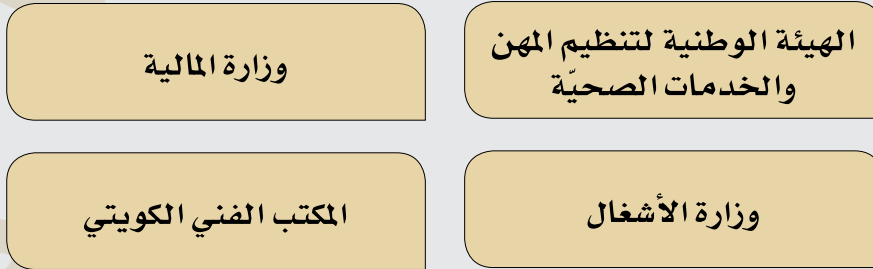 الهيئة الوطنية لتنظيم المهن
والخدمات الصحيّة
وزارة المالية
وزارة الأشغال
المكتب الفني الكويتي